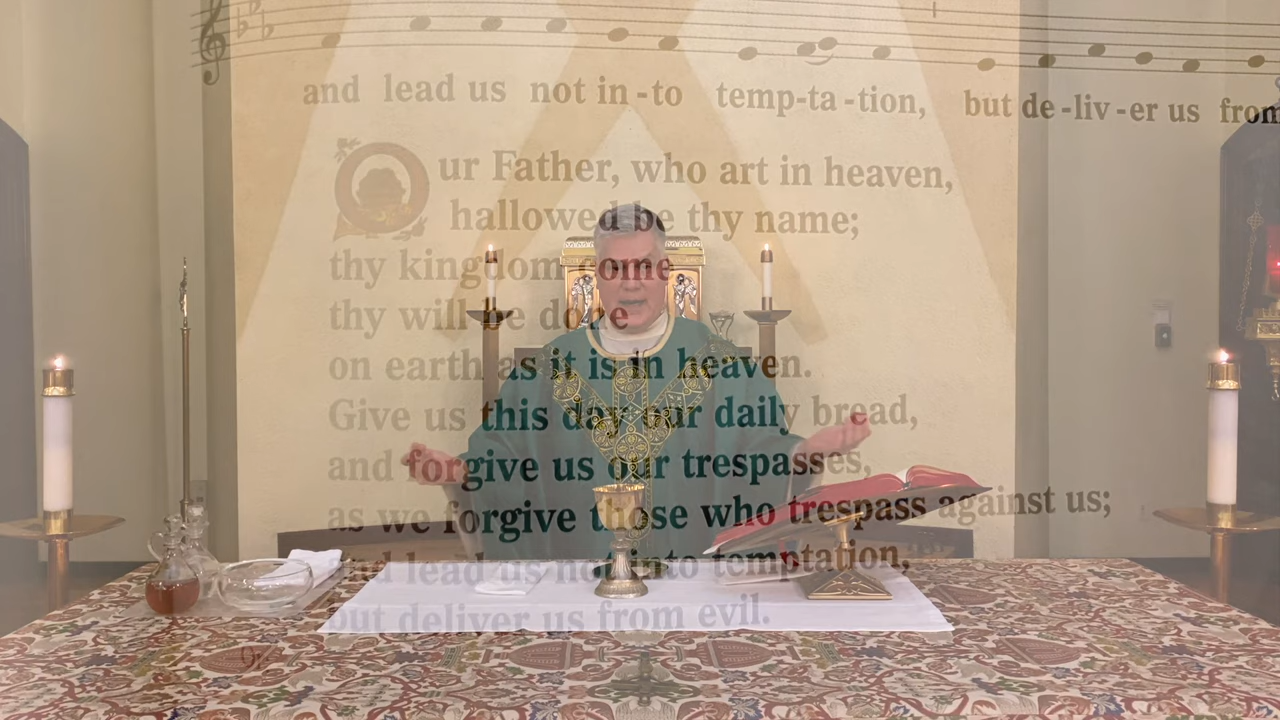 and lead us not in-to temp-ta-tion, but de-liv-er us from
Our Father, who art in heaven,
hallowed be thy name;
thy kingdom come
thy will be done
on earth as it is in heaven.
Give us this day our daily bread,
and forgive us our trespasses,
as we forgive those who trespass against us;
and lead us not into temptation,
but deliver us from evil.